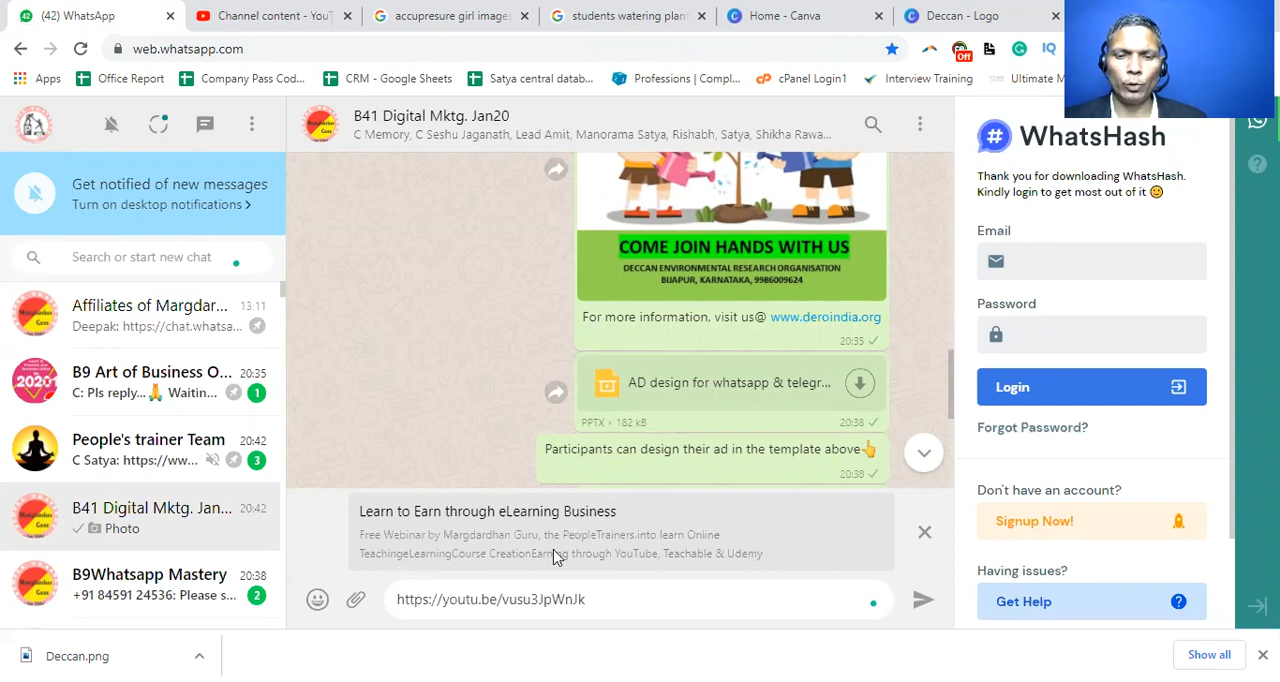 (42) WhatsApp
Channel content - YouT
accupresure girl images
students watering plant
Home - Canva
Deccan - Logo
web.whatsapp.com
Off
IQ
Apps
Office Report
Company Pass Cod...
CRM - Google Sheets
Satya central datab...
Professions | Compl...
cPanel Login1
Interview Training
Ultimate M
B41 Digital Mktg. Jan20
C Memory, C Seshu Jaganath, Lead Amit, Manorama Satya, Rishabh, Satya, Shikha Rawa...
Get notified of new messages
Turn on desktop notifications >
Search or start new chat
Affiliates of Margdar...
13:11
Deepak: https://chat.whatsa...
B9 Art of Business O...
20:35
C: Pls reply...🙏 Waitin...
1
2020!
People's trainer Team
20:42
C Satya: https://ww...
3
B41 Digital Mktg. Jan...
20:42
Photo
B9Whatsapp Mastery
20:38
+91 84591 24536: Please s...
2
COME JOIN HANDS WITH US
DECCAN ENVIRONMENTAL RESEARCH ORGANISATION
BIJAPUR, KARNATAKA, 9986009624
For more information, visit us@ www.deroindia.org
20:35
AD design for whatsapp & telegr...
PPTX • 182 kB
20:38
Participants can design their ad in the template above👆
20:38
Learn to Earn through eLearning Business
Free Webinar by Margdardhan Guru, the PeopleTrainers.into learn Online
TeachingeLearningCourse CreationEarning through YouTube, Teachable & Udemy
https://youtu.be/vusu3JpWnJk
# WhatsHash
Thank you for downloading WhatsHash.
Kindly login to get most out of it 🙂
Email
Password
Login
Forgot Password?
Don't have an account?
Signup Now!
Having issues?
Get Help
Deccan.png
Show all